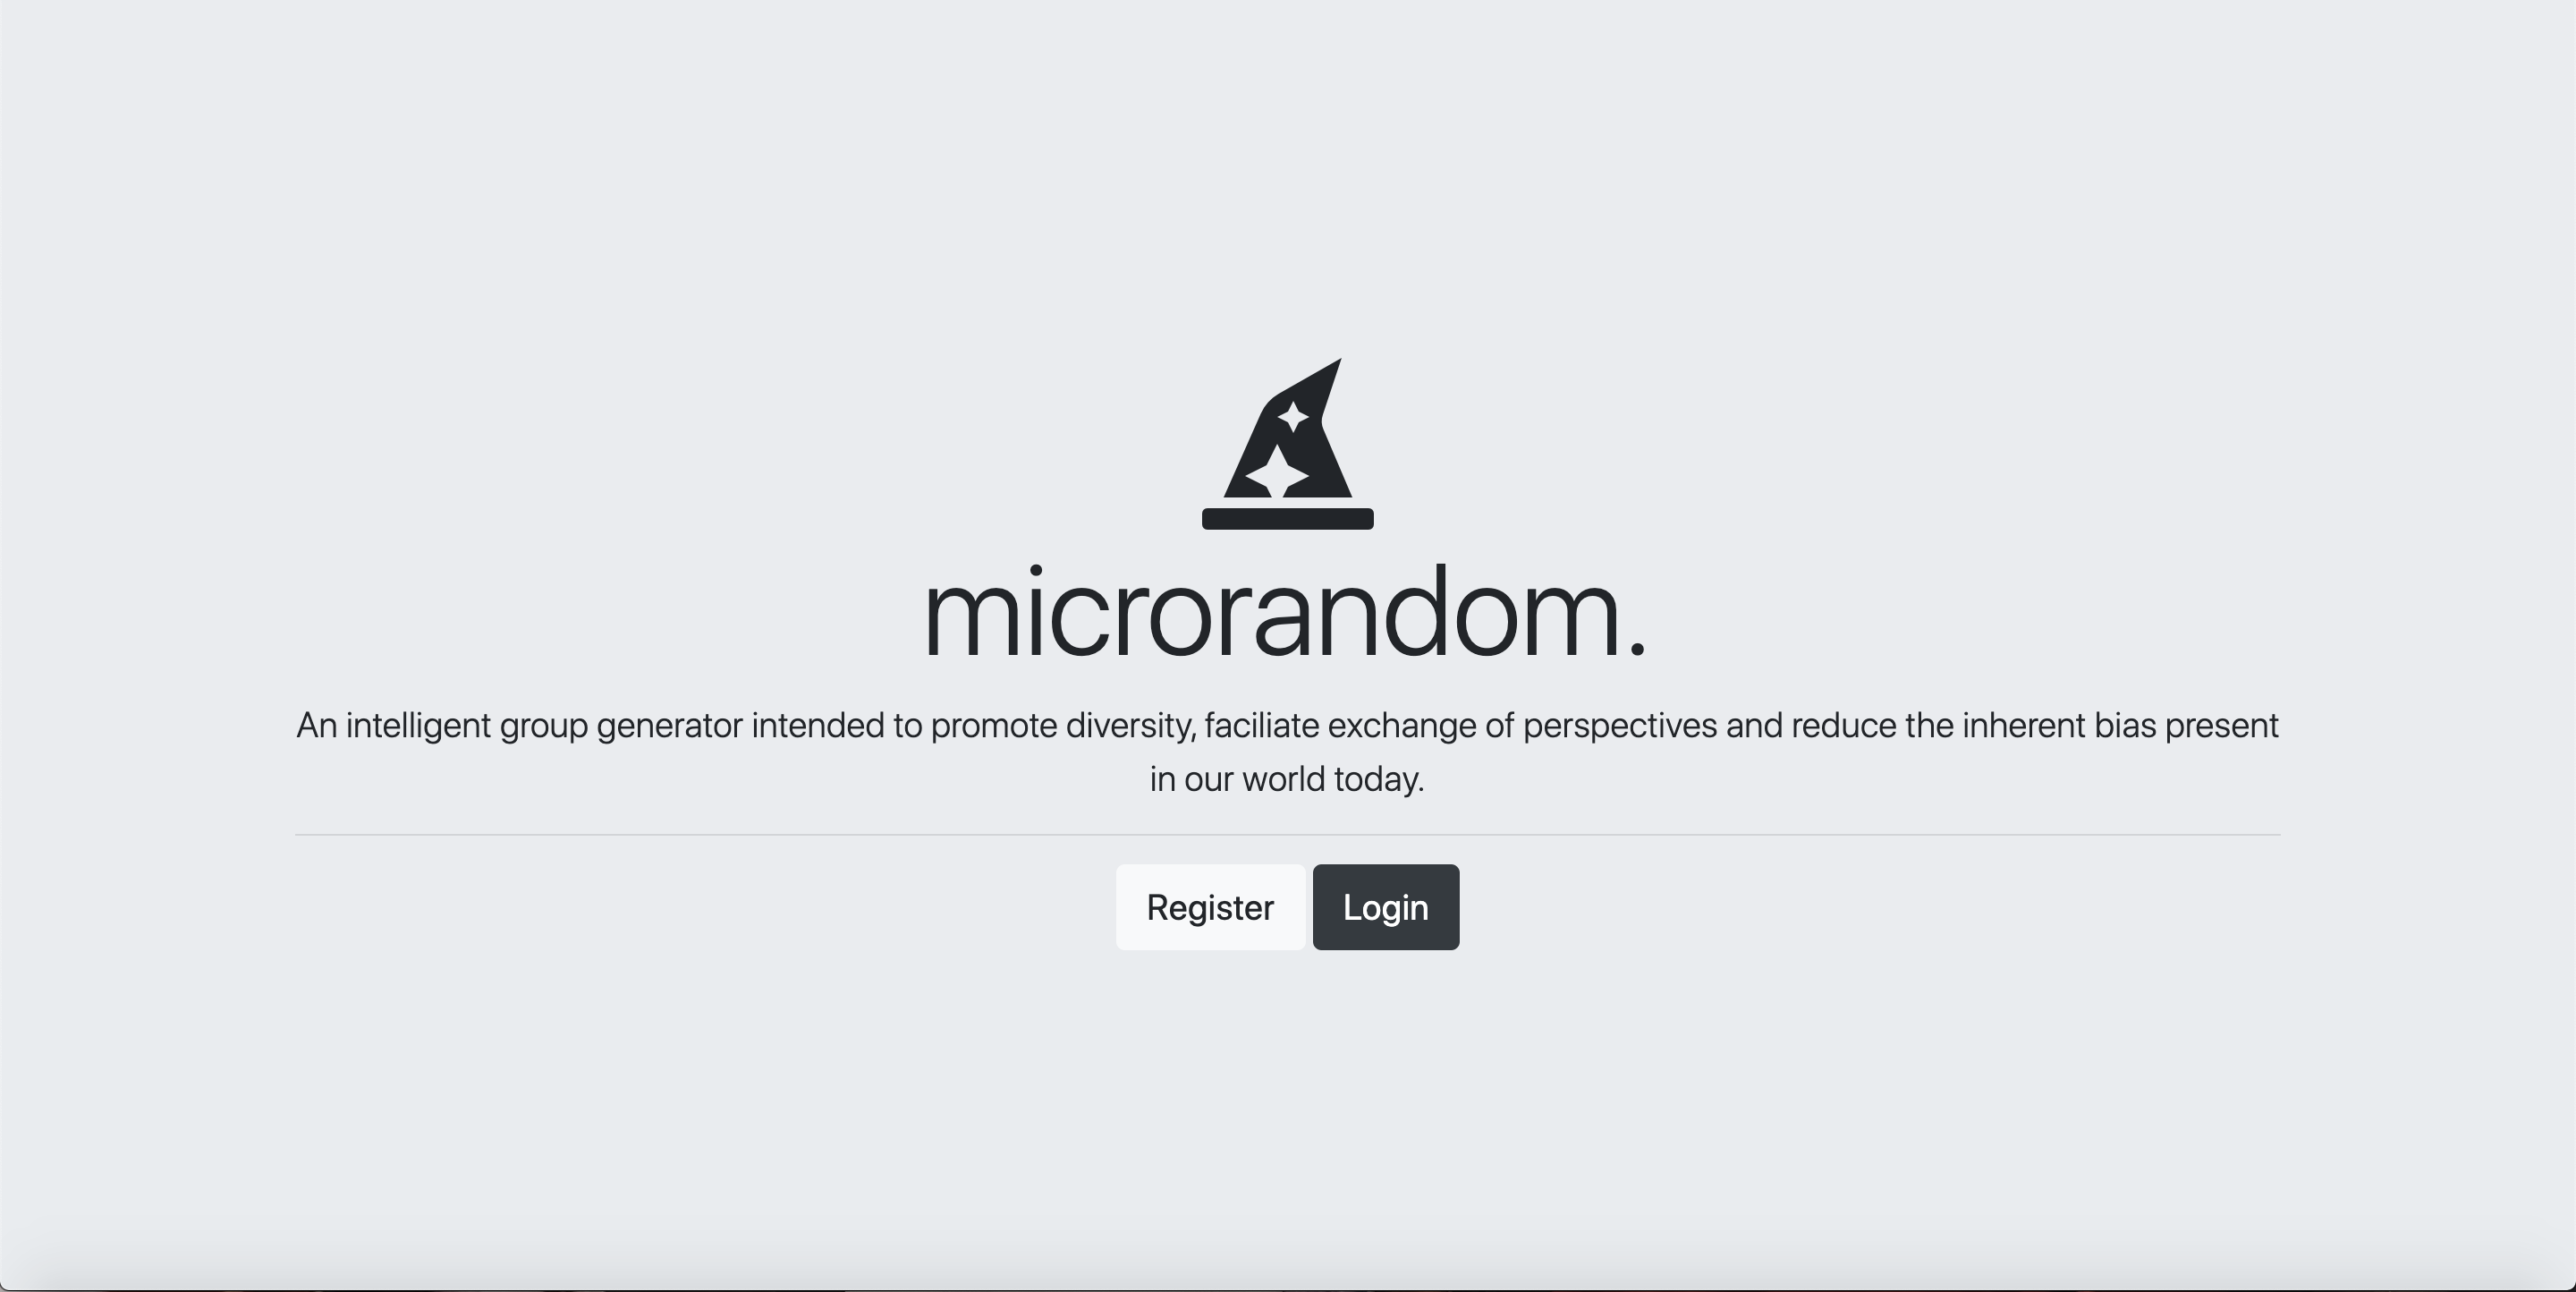 microrandom.
An intelligent group generator intended to promote diversity, faciliate exchange of perspectives and reduce the inherent bias present
in our world today.
Register Login